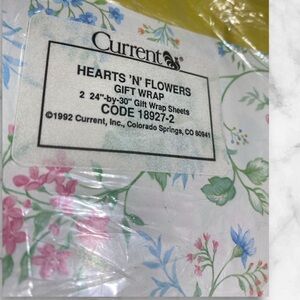 Current
HEARTS 'N' FLOWERS
GIFT WRAP
2 24"-by-30" Gift Wrap Sheets
CODE 18927-2
©1992 Current, Inc., Colorado Springs, CO 80941